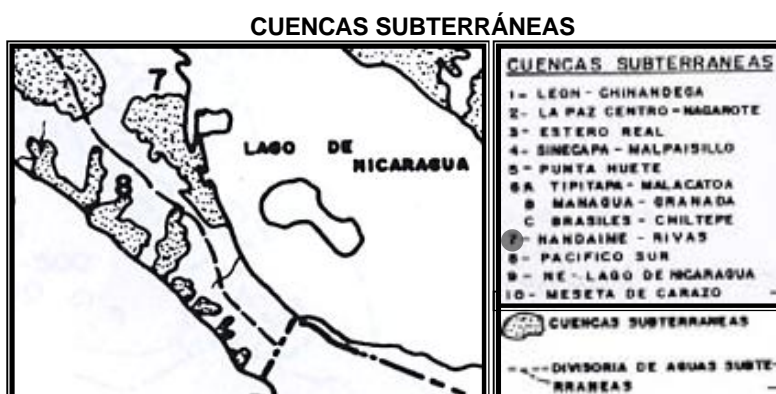 CUENCAS SUBTERRÁNEAS
7
LAGO DE
NICARAGUA
8
CUENCAS SUBTERRANEAS
1- LEON - CHINANDEGA
2- LA PAZ CENTRO - NAGAROTE
3- ESTERO REAL
4- SINECAPA - MALPAISILLO
5- PUNTA HUETE
6A TIPITAPA - MALACATOA
B MANAGUA - GRANADA
C BRASILES - CHILTEPE
7- NANDAIME - RIVAS
8- PACIFICO SUR
9- NE - LAGO DE NICARAGUA
10- MESETA DE CARAZO
CUENCAS SUBTERRANEAS
DIVISORIA DE AGUAS SUBTE-
RRANEAS